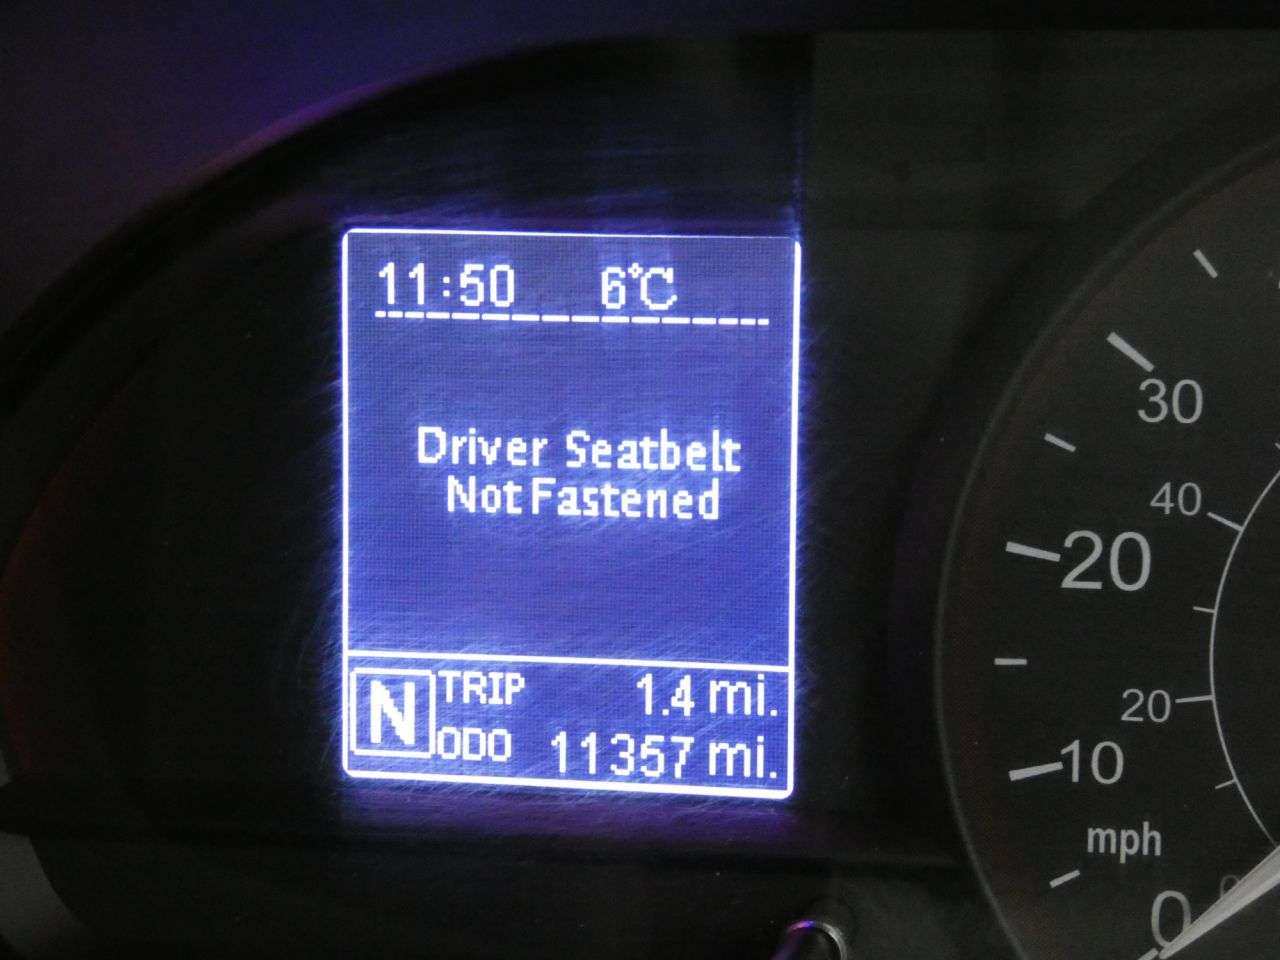 11:50 6°C
Driver Seatbelt
Not Fastened
N TRIP 1.4 mi.
ODO 11357 mi.
30
40
20
20
10
mph
0
0